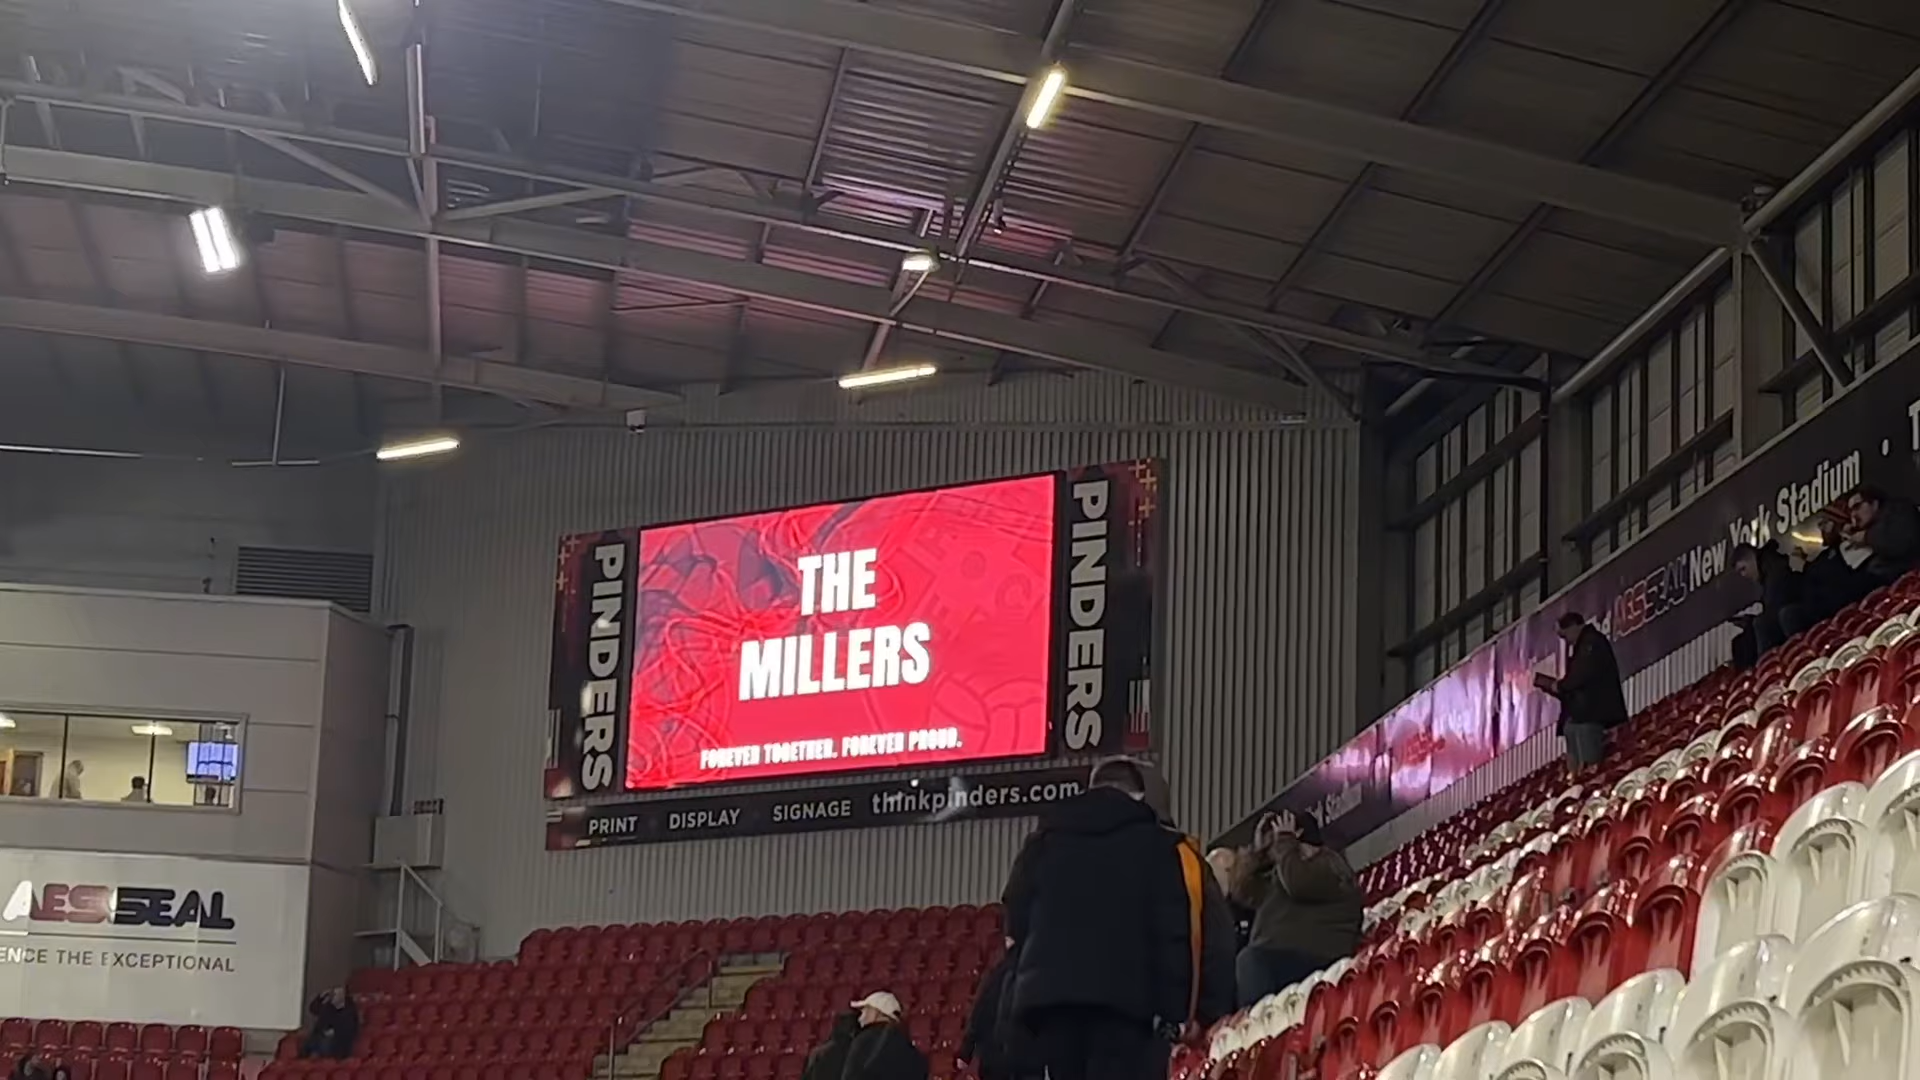 PINDERS
THE
MILLERS
FOREVER TOGETHER. FOREVER PROUD.
PINDERS
PRINT DISPLAY SIGNAGE thinkpinders.com
AESSEAL
ENCE THE EXCEPTIONAL
The AESSEAL New York Stadium